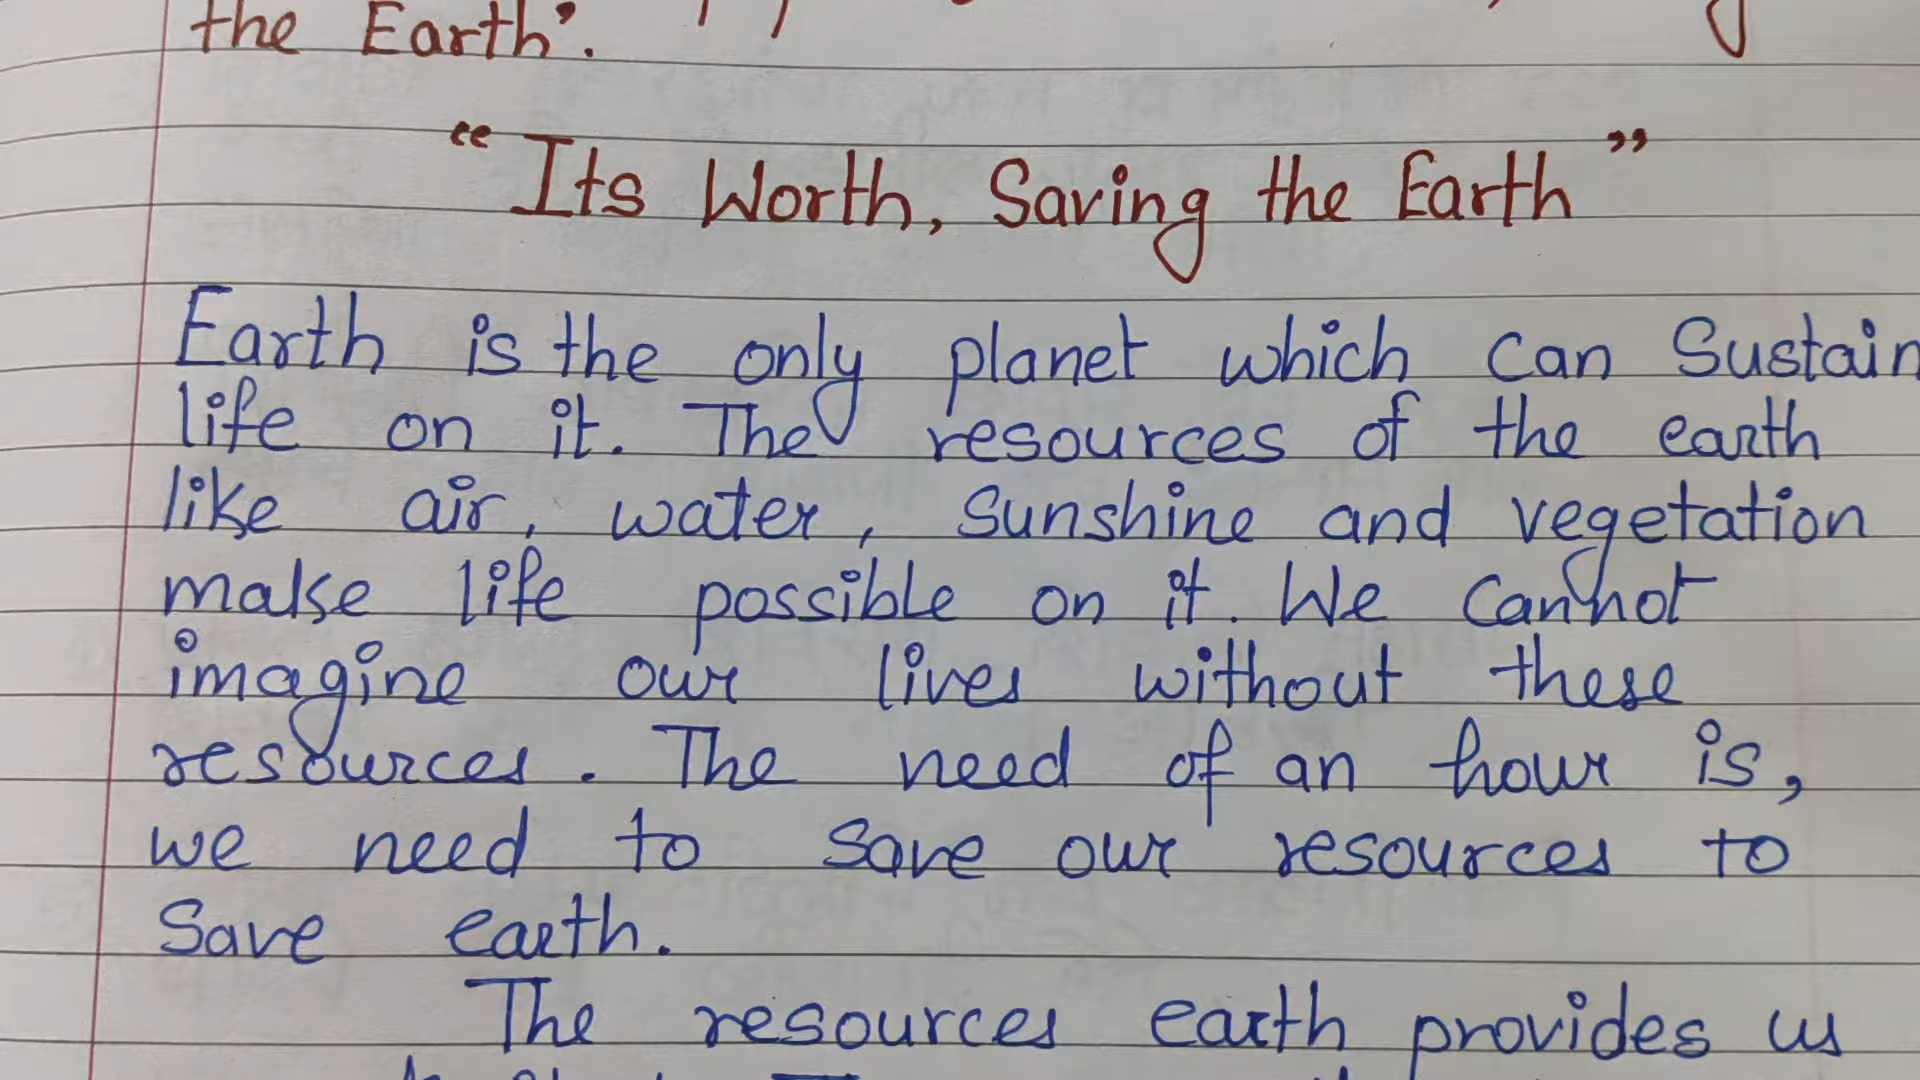 the Earth'.
"Its Worth, Saving the Earth"
Earth is the only planet which can Sustain
life on it. The resources of the earth
like air, water, sunshine and vegetation
make life possible on it. We cannot
imagine our lives without these
resources. The need of an hour is,
we need to save our resources to
Save earth.
The resources earth provides us